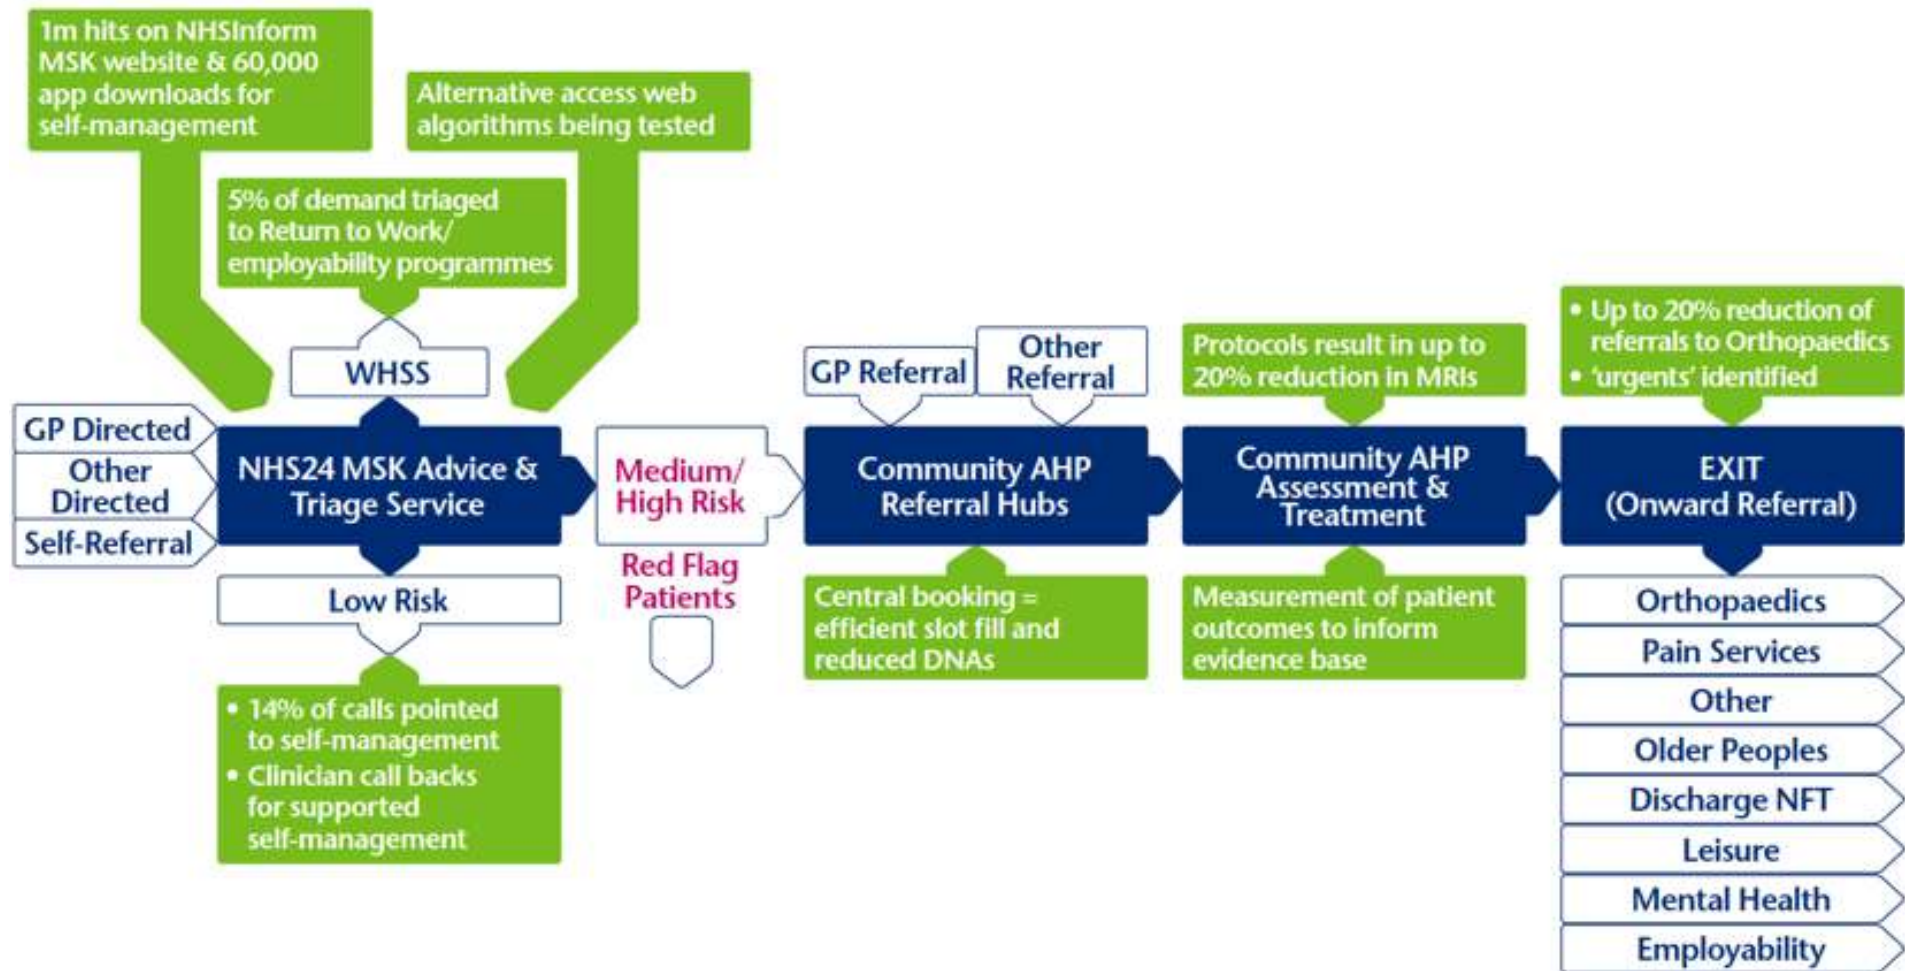 1m hits on NHSInform
MSK website & 60,000
app downloads for
self-management
Alternative access web
algorithms being tested
5% of demand triaged
to Return to Work/
employability programmes
WHSS
GP Directed
Other
Directed
Self-Referral
NHS24 MSK Advice &
Triage Service
Low Risk
• 14% of calls pointed
to self-management
• Clinician call backs
for supported
self-management
Medium/
High Risk
Red Flag
Patients
GP Referral
Other
Referral
Community AHP
Referral Hubs
Central booking =
efficient slot fill and
reduced DNAs
Protocols result in up to
20% reduction in MRIs
Community AHP
Assessment &
Treatment
Measurement of patient
outcomes to inform
evidence base
• Up to 20% reduction of
referrals to Orthopaedics
• ‘urgents’ identified
EXIT
(Onward Referral)
Orthopaedics
Pain Services
Other
Older Peoples
Discharge NFT
Leisure
Mental Health
Employability